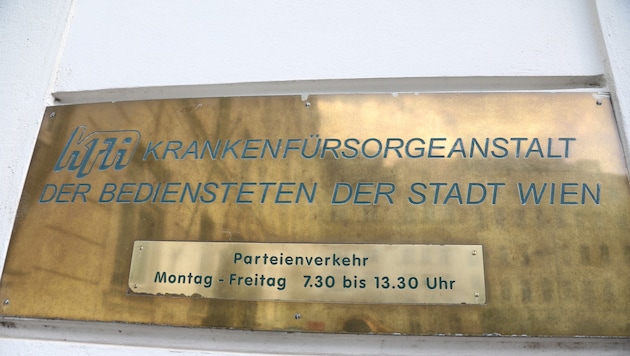 kfa KRANKENFÜRSORGEANSTALT
DER BEDIENSTETEN DER STADT WIEN
Parteienverkehr
Montag - Freitag 7.30 bis 13.30 Uhr